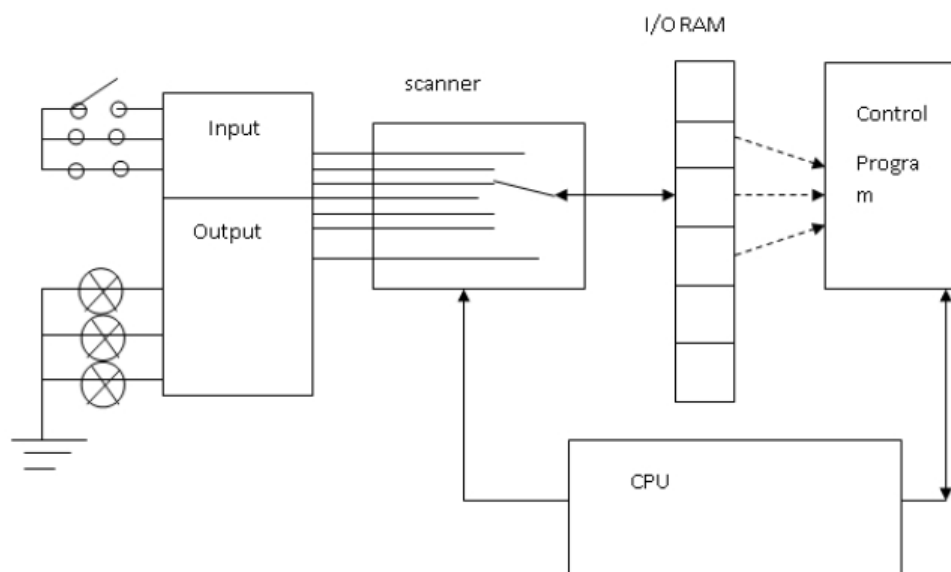 I/O RAM
scanner
Input
Control
Progra
m
Output
CPU